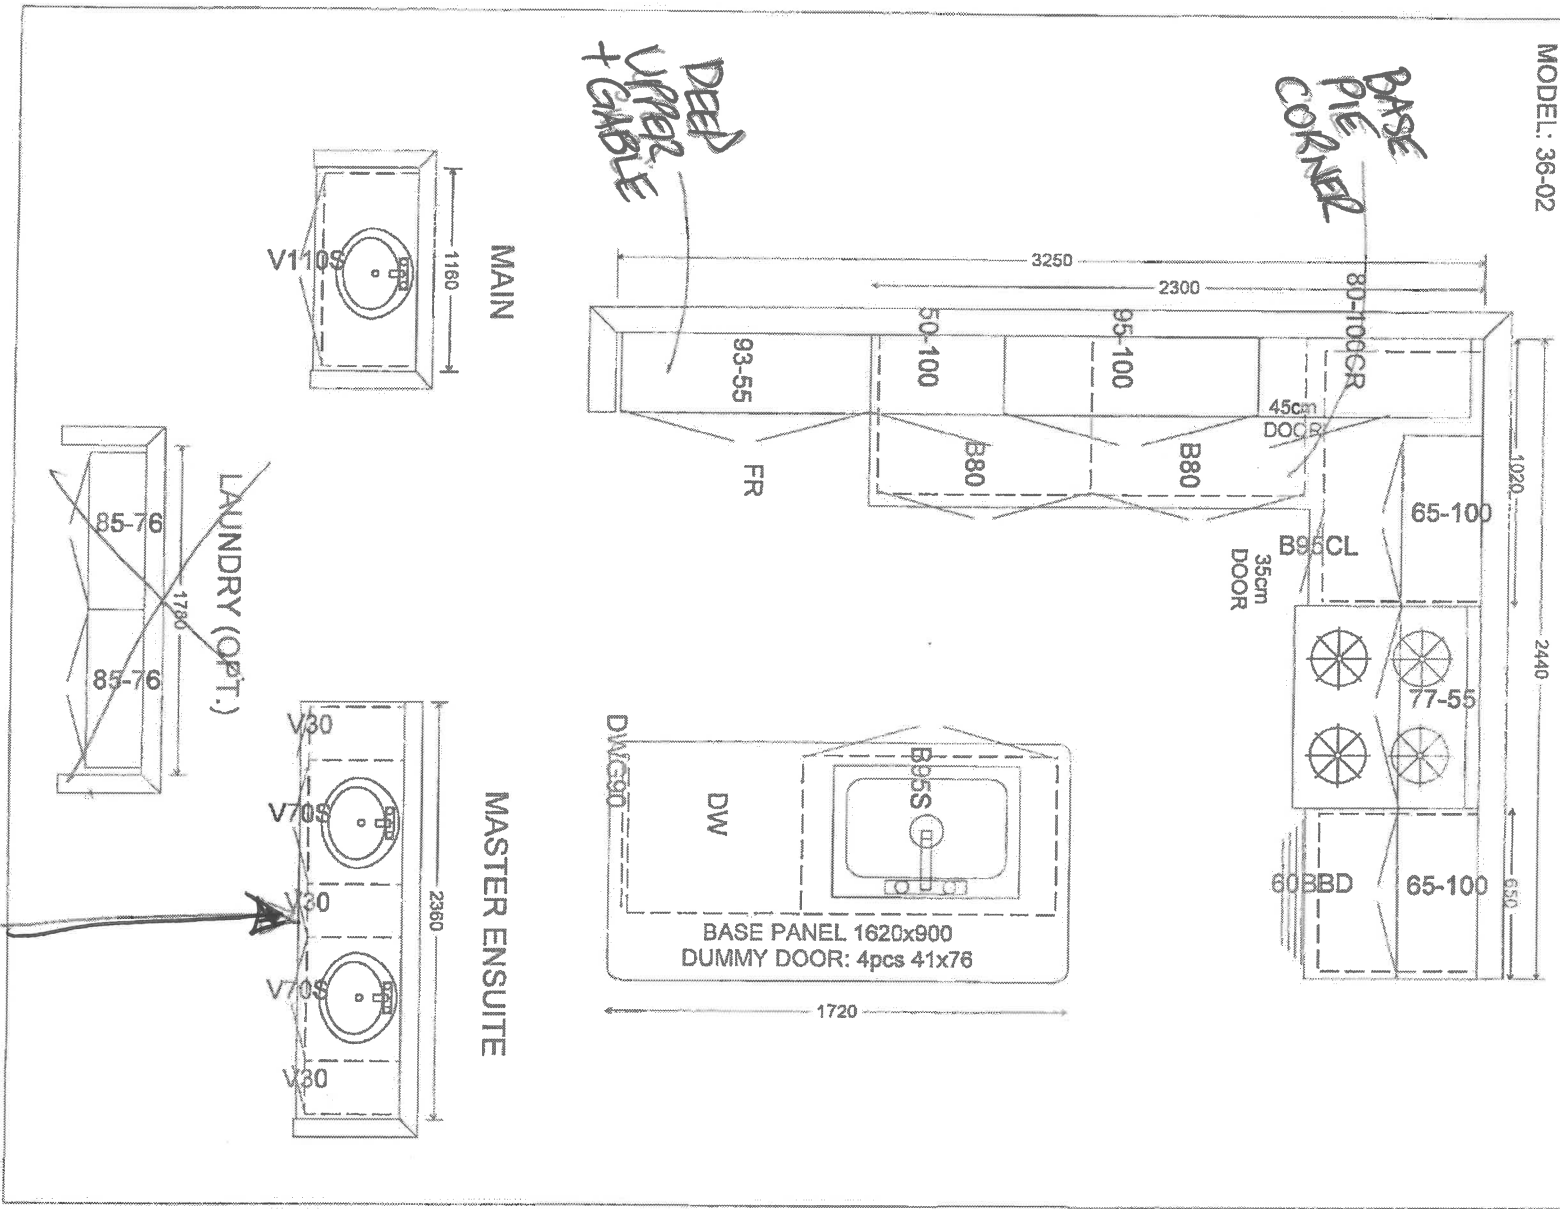 MODEL: 36-02
BASE
PIE
CORNER
DEEP
UPPER
+ GABLE
3250
2300
80-100CR
95-100
50-100
93-55
45cm
DOOR
B80
B80
FR
65-100
1020
2440
B95CL
35cm
DOOR
77-55
65-100
650
60BBD
B95S
DW
DWG90
BASE PANEL 1620x900
DUMMY DOOR: 4pcs 41x76
1720
MAIN
1160
V110S
MASTER ENSUITE
2360
V30
V70S
V30
V70S
V30
LAUNDRY (OPT.)
1780
85-76
85-76